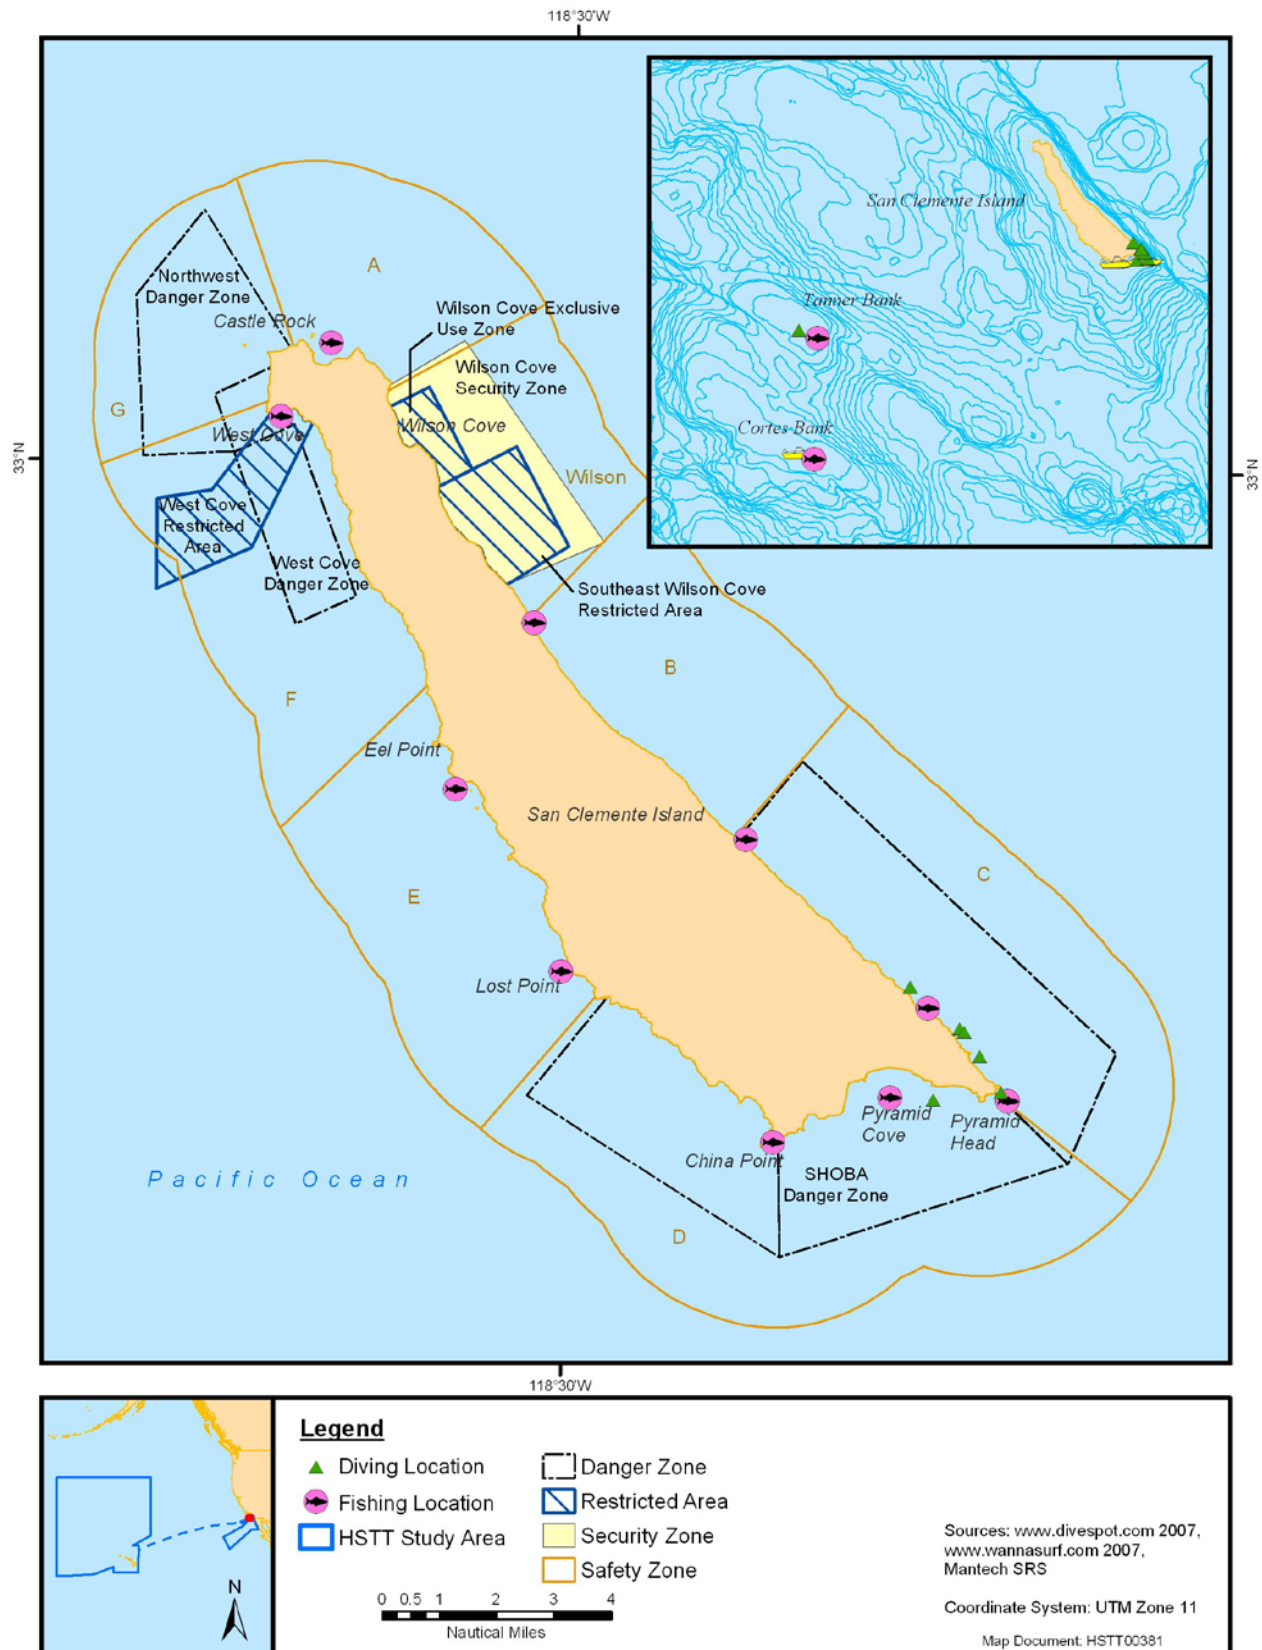 118°30'W
San Clemente Island
Tanner Bank
Cortes Bank
A
Northwest
Danger Zone
Castle Rock
Wilson Cove Exclusive
Use Zone
Wilson Cove
Security Zone
G
West Cove
Wilson Cove
33°N
33°N
Wilson
West Cove
Restricted
Area
West Cove
Danger Zone
Southeast Wilson Cove
Restricted Area
B
F
Eel Point
San Clemente Island
C
E
Lost Point
Pyramid
Cove
Pyramid
Head
China Point
SHOBA
Danger Zone
Pacific Ocean
D
118°30'W
Legend
Diving Location
Fishing Location
HSTT Study Area
Danger Zone
Restricted Area
Security Zone
Safety Zone
0 0.5 1 2 3 4
Nautical Miles
N
Sources: www.divespot.com 2007,
www.wannasurf.com 2007,
Mantech SRS
Coordinate System: UTM Zone 11
Map Document: HSTT00381